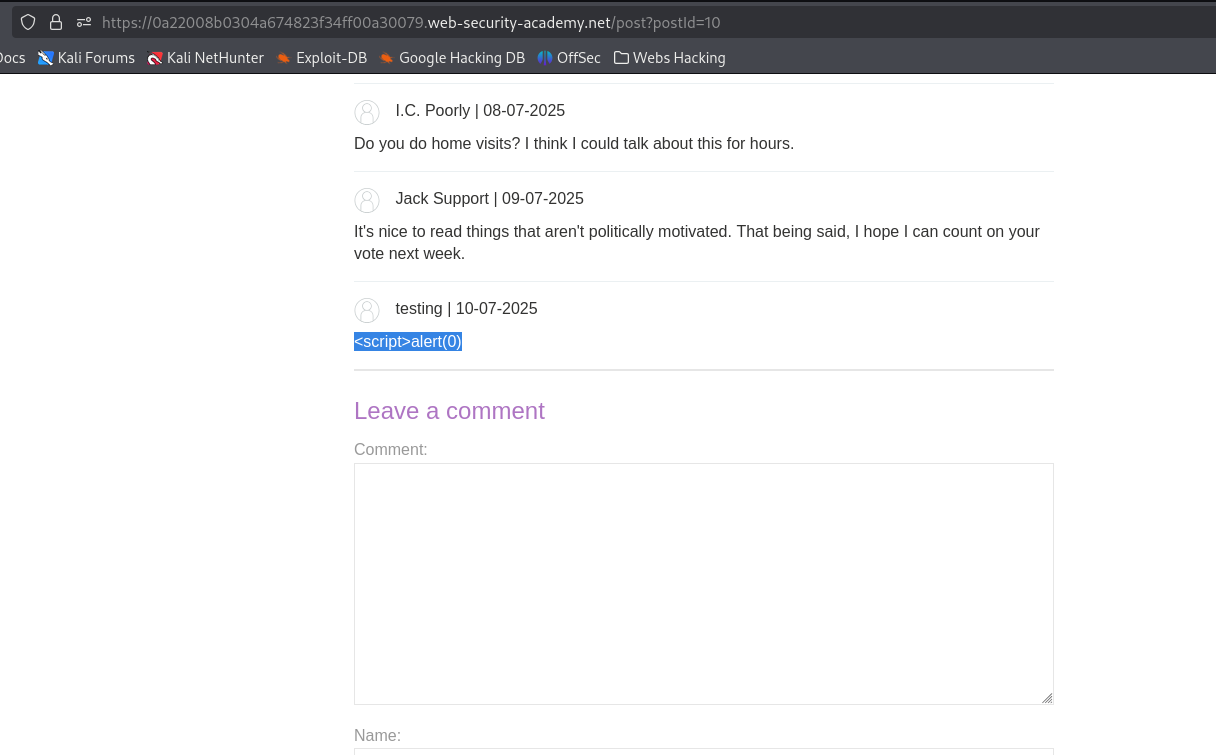 https://0a22008b0304a674823f34ff00a30079.web-security-academy.net/post?postId=10
Docs Kali Forums Kali NetHunter Exploit-DB Google Hacking DB OffSec Webs Hacking
I.C. Poorly | 08-07-2025
Do you do home visits? I think I could talk about this for hours.
Jack Support | 09-07-2025
It's nice to read things that aren't politically motivated. That being said, I hope I can count on your
vote next week.
testing | 10-07-2025
<script>alert(0)
Leave a comment
Comment:
Name: